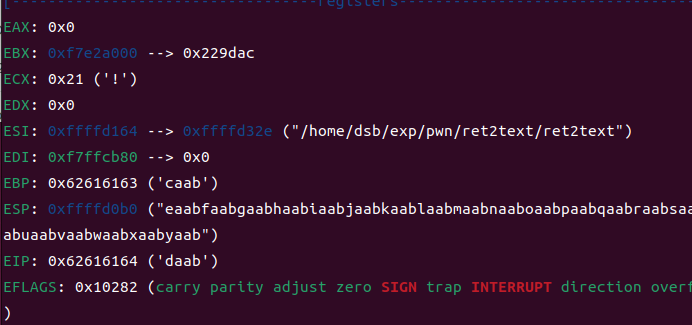 [------------------------------------registers-----------------------------------
EAX: 0x0
EBX: 0xf7e2a000 --> 0x229dac
ECX: 0x21 ('!')
EDX: 0x0
ESI: 0xffffd164 --> 0xffffd32e ("/home/dsb/exp/pwn/ret2text/ret2text")
EDI: 0xf7ffcb80 --> 0x0
EBP: 0x62616163 ('caab')
ESP: 0xffffd0b0 ("eaabfaabgaabhaabiaabjaabkaablaabmaabnaaboaabpaabqaabraabsaa
abuaabvaabwaabxaabyaab")
EIP: 0x62616164 ('daab')
EFLAGS: 0x10282 (carry parity adjust zero SIGN trap INTERRUPT direction overf
)